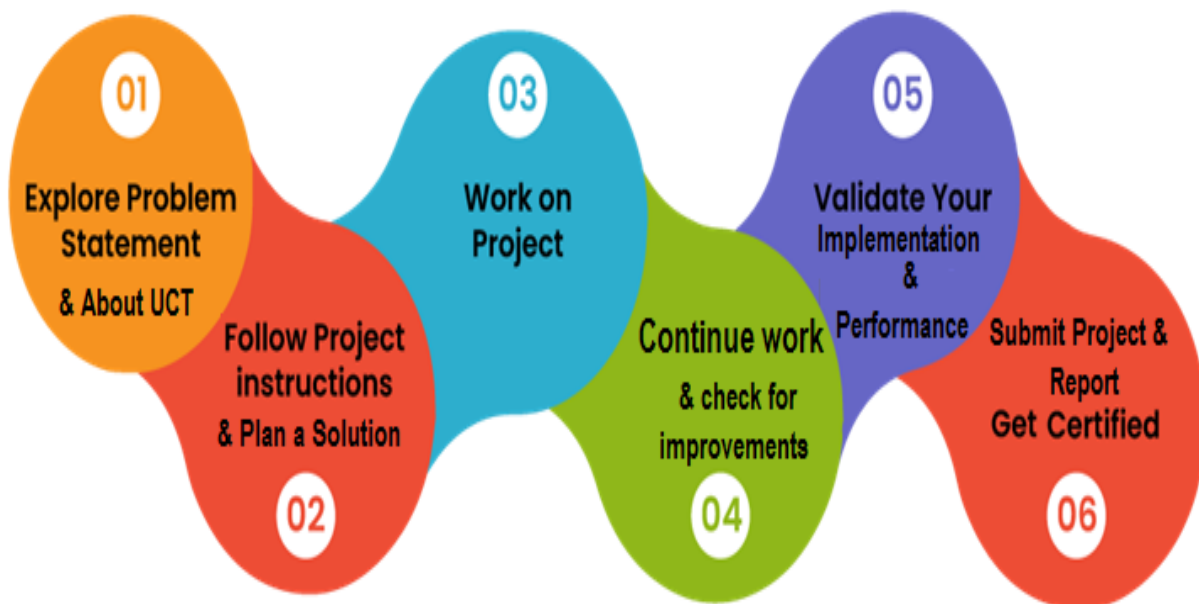 01
Explore Problem
Statement
& About UCT
02
Follow Project
instructions
& Plan a Solution
03
Work on
Project
04
Continue work
& check for
improvements
05
Validate Your
Implementation
&
Performance
06
Submit Project &
Report
Get Certified